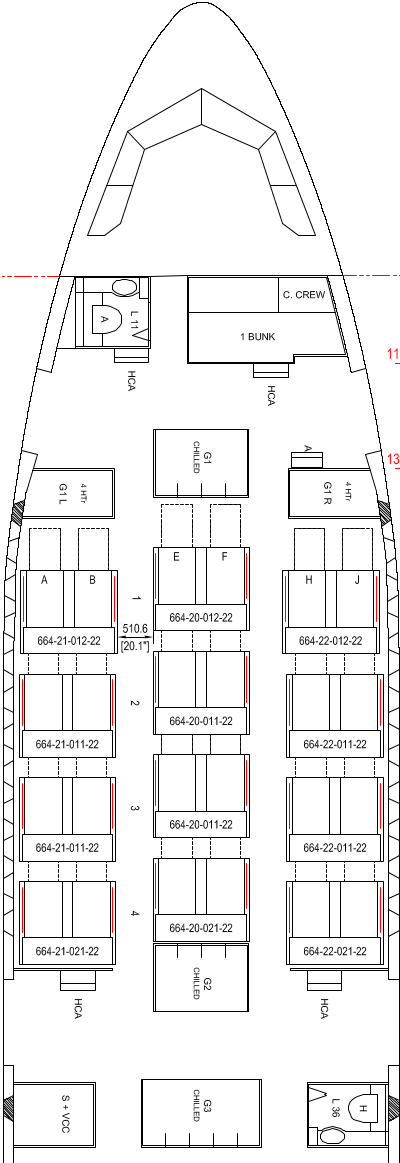 C. CREW
A
L 11
1 BUNK
11
HCA
HCA
G1
CHILLED
A
13
G1 L
4 HTr
G1 R
4 HTr
A
B
E
F
H
J
1
664-20-012-22
510.6
[20.1"]
664-21-012-22
664-22-012-22
2
664-20-011-22
664-21-011-22
664-22-011-22
3
664-20-011-22
664-21-011-22
664-22-011-22
4
664-20-021-22
664-21-021-22
664-22-021-22
G2
CHILLED
HCA
HCA
S + VCC
G3
CHILLED
L 36
H